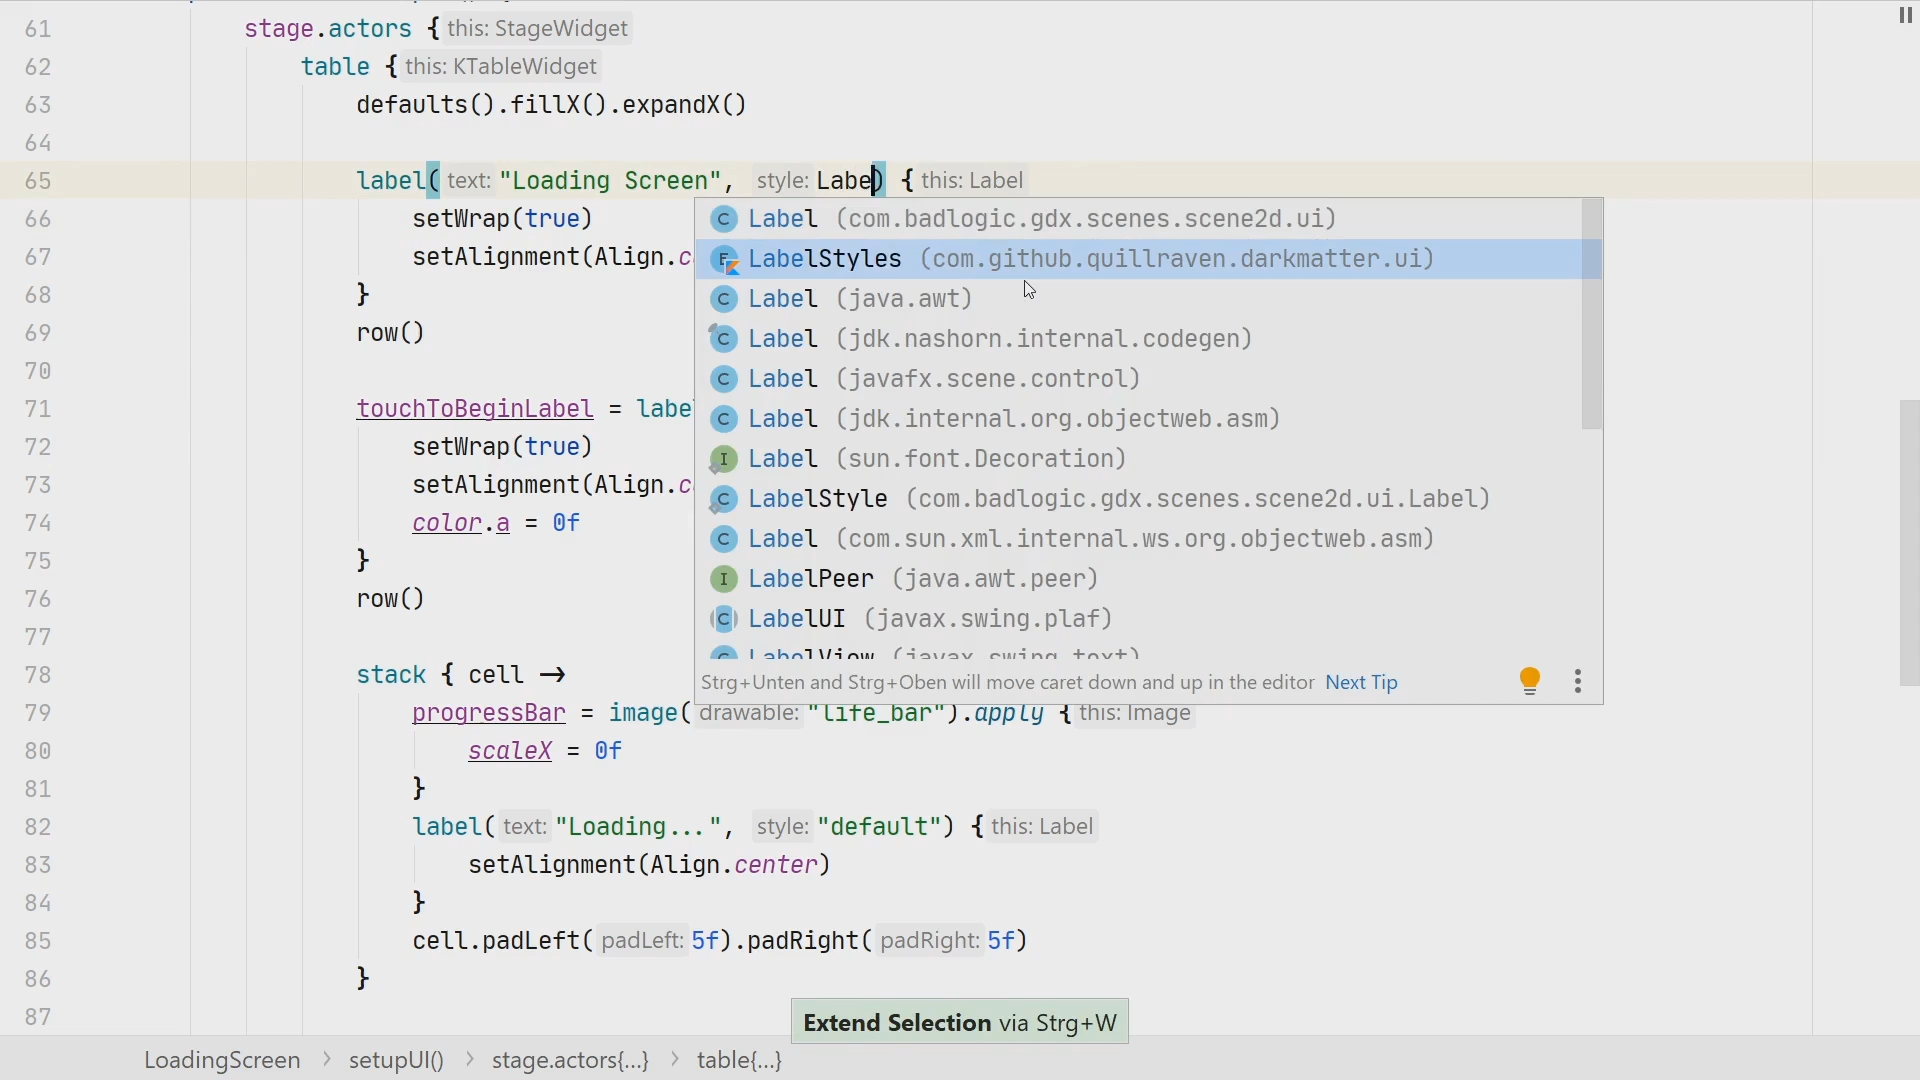 61 stage.actors { this: StageWidget
62 table { this: KTableWidget
63 defaults().fillX().expandX()
64
65 label( text: "Loading Screen", style: Labe) { this: Label
66 setWrap(true)
67 setAlignment(Align.c
68 }
69 row()
70
71 touchToBeginLabel = labe
72 setWrap(true)
73 setAlignment(Align.c
74 color.a = 0f
75 }
76 row()
77
78 stack { cell →
79 progressBar = image( drawable: "life_bar").apply { this: Image
80 scaleX = 0f
81 }
82 label( text: "Loading...", style: "default") { this: Label
83 setAlignment(Align.center)
84 }
85 cell.padLeft( padLeft: 5f).padRight( padRight: 5f)
86 }
87
Label (com.badlogic.gdx.scenes.scene2d.ui)
LabelStyles (com.github.quillraven.darkmatter.ui)
Label (java.awt)
Label (jdk.nashorn.internal.codegen)
Label (javafx.scene.control)
Label (jdk.internal.org.objectweb.asm)
Label (sun.font.Decoration)
LabelStyle (com.badlogic.gdx.scenes.scene2d.ui.Label)
Label (com.sun.xml.internal.ws.org.objectweb.asm)
LabelPeer (java.awt.peer)
LabelUI (javax.swing.plaf)
LabelView (javax.swing.text)
Strg+Unten and Strg+Oben will move caret down and up in the editor Next Tip
Extend Selection via Strg+W
LoadingScreen > setupUI() > stage.actors{...} > table{...}